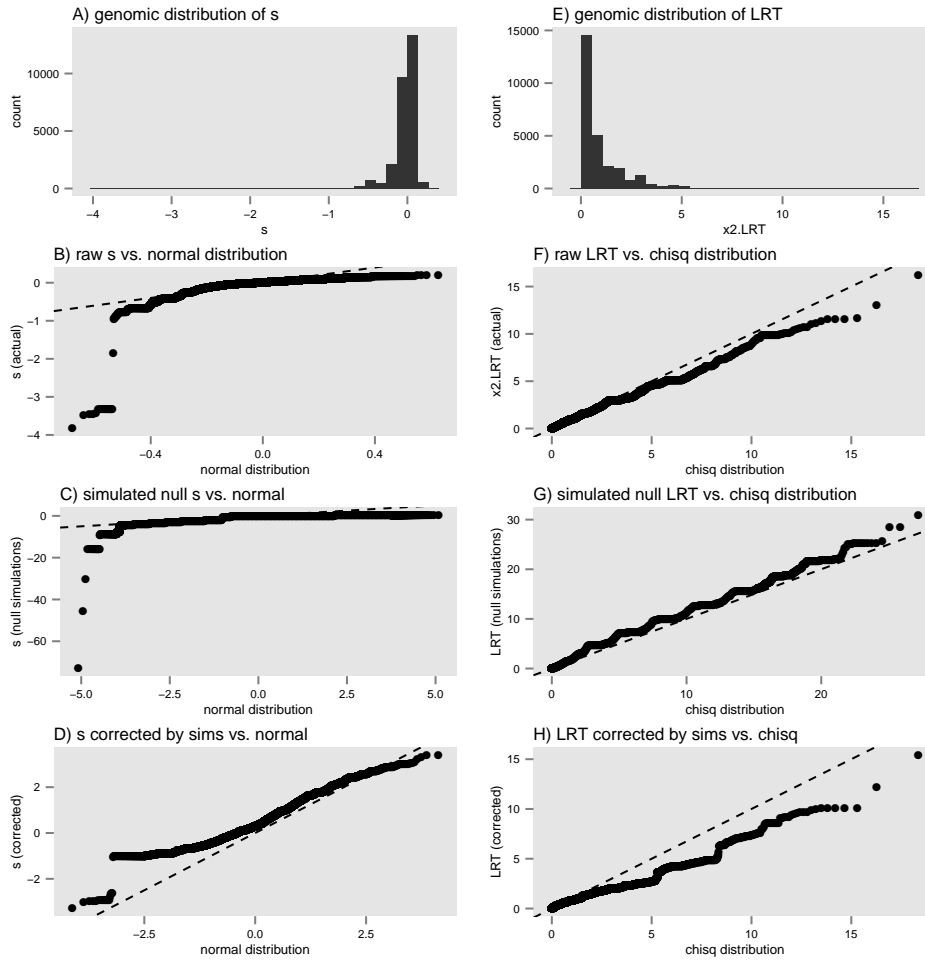 A) genomic distribution of s
count
10000
5000
0
−4
−3
−2
−1
0
s
B) raw s vs. normal distribution
s (actual)
0
−1
−2
−3
−4
−0.4
0.0
0.4
normal distribution
C) simulated null s vs. normal
s (null simulations)
0
−20
−40
−60
−5.0
−2.5
0.0
2.5
5.0
normal distribution
D) s corrected by sims vs. normal
s (corrected)
2
0
−2
−2.5
0.0
2.5
normal distribution
E) genomic distribution of LRT
count
15000
10000
5000
0
0
5
10
15
x2.LRT
F) raw LRT vs. chisq distribution
x2.LRT (actual)
15
10
5
0
0
5
10
15
chisq distribution
G) simulated null LRT vs. chisq distribution
LRT (null simulations)
30
20
10
0
0
10
20
chisq distribution
H) LRT corrected by sims vs. chisq
LRT (corrected)
15
10
5
0
0
5
10
15
chisq distribution